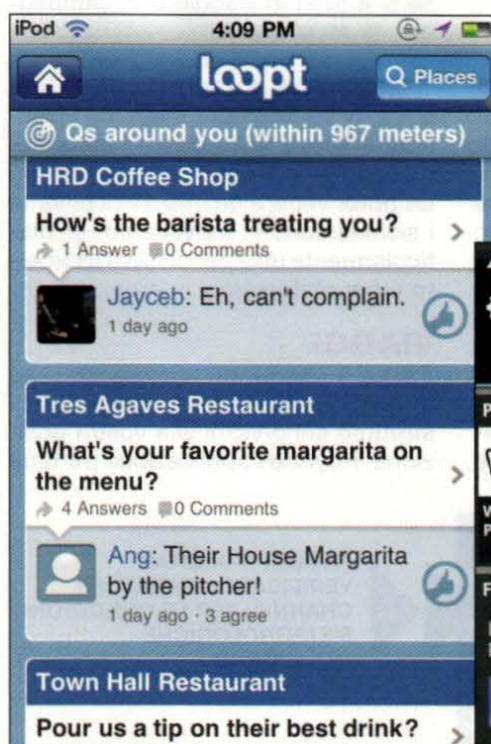 iPod 4:09 PM
loopt
Places
Qs around you (within 967 meters)
HRD Coffee Shop
How's the barista treating you?
1 Answer 0 Comments
Jayceb: Eh, can't complain.
1 day ago
Tres Agaves Restaurant
What's your favorite margarita on
the menu?
4 Answers 0 Comments
Ang: Their House Margarita
by the pitcher!
1 day ago · 3 agree
Town Hall Restaurant
Pour us a tip on their best drink?